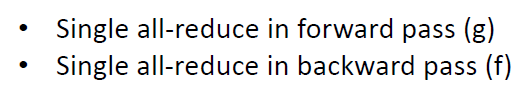 • Single all-reduce in forward pass (g)
• Single all-reduce in backward pass (f)